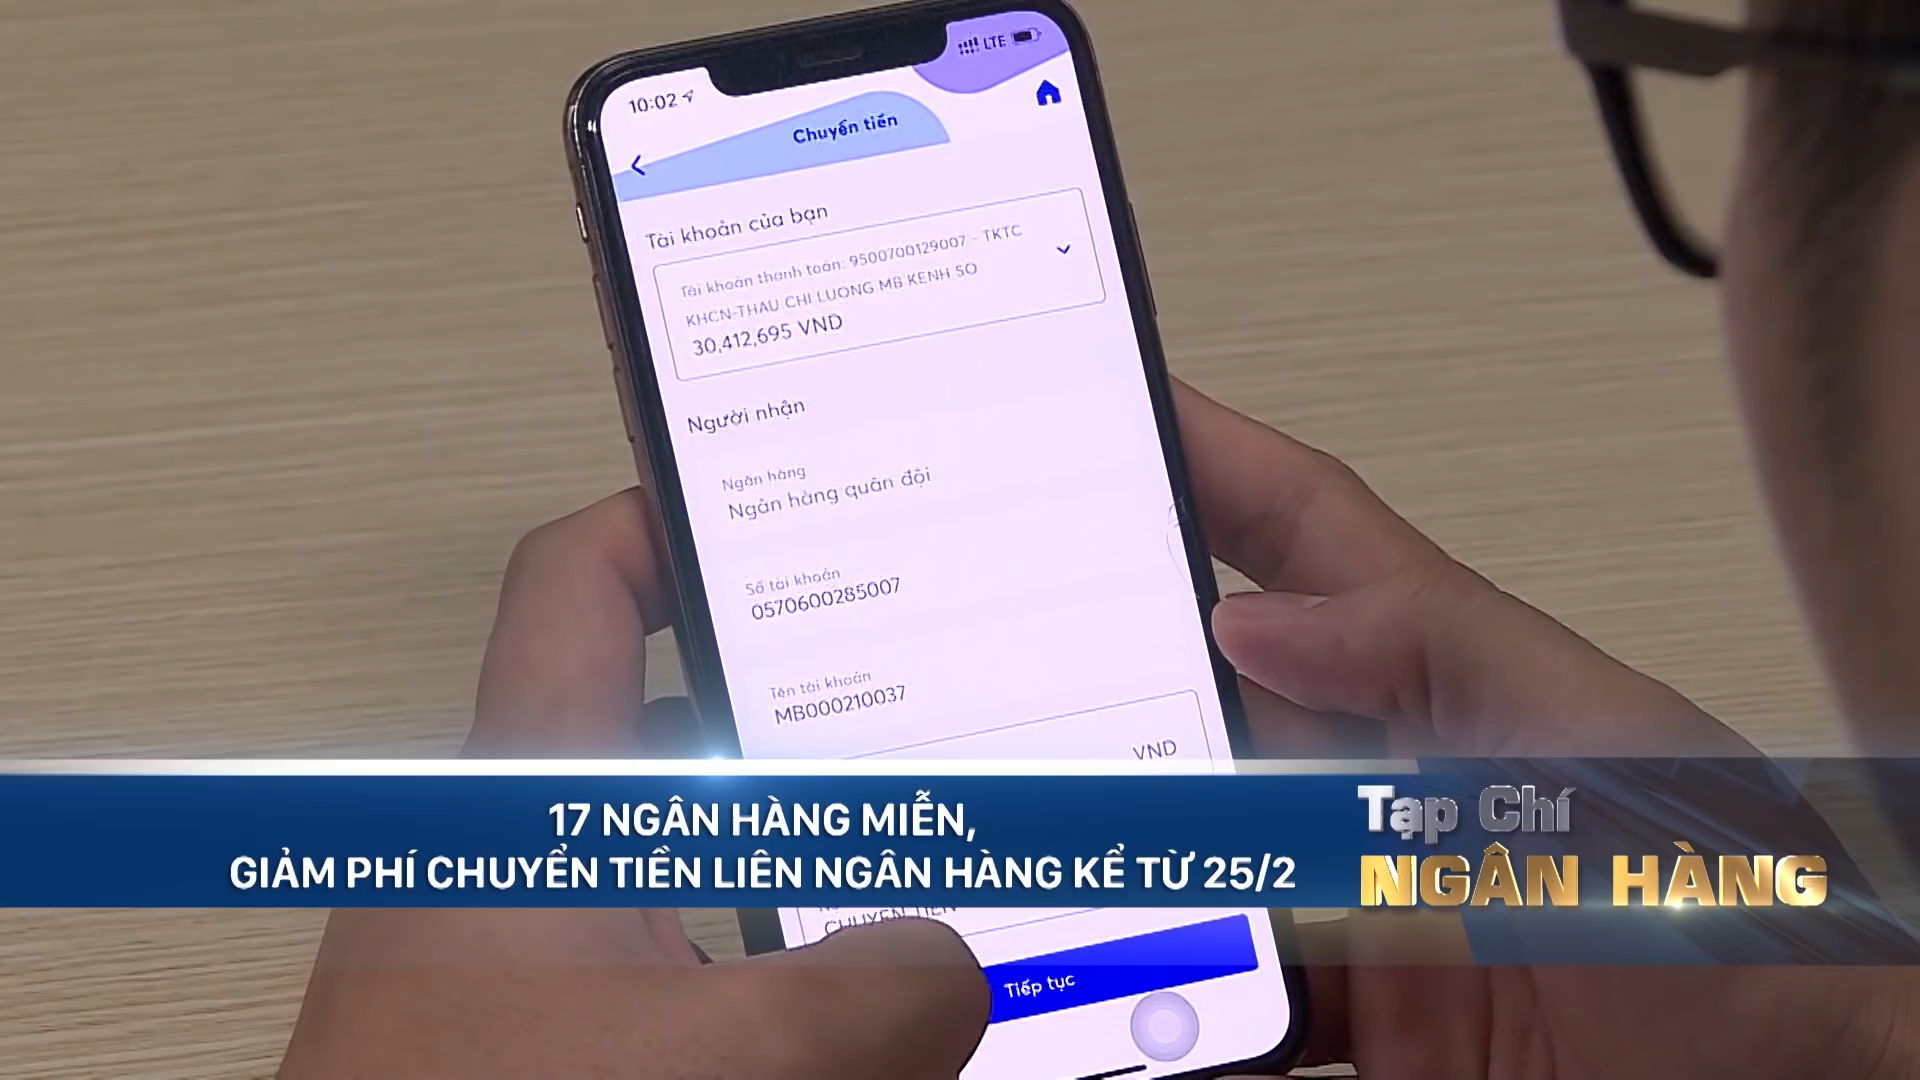 10:02
LTE
Chuyển tiền
Tài khoản của bạn
Tài khoản thanh toán: 9500700129007 - TKTC
KHCN-THAU CHI LUONG MB KENH SO
30,412,695 VND
Người nhận
Ngân hàng
Ngân hàng quân đội
Số tài khoản
0570600285007
Tên tài khoản
MB000210037
VND
17 NGÂN HÀNG MIỄN,
GIẢM PHÍ CHUYỂN TIỀN LIÊN NGÂN HÀNG KỂ TỪ 25/2
Tạp Chí
NGÂN HÀNG
CHUYEN TIEN
Tiếp tục